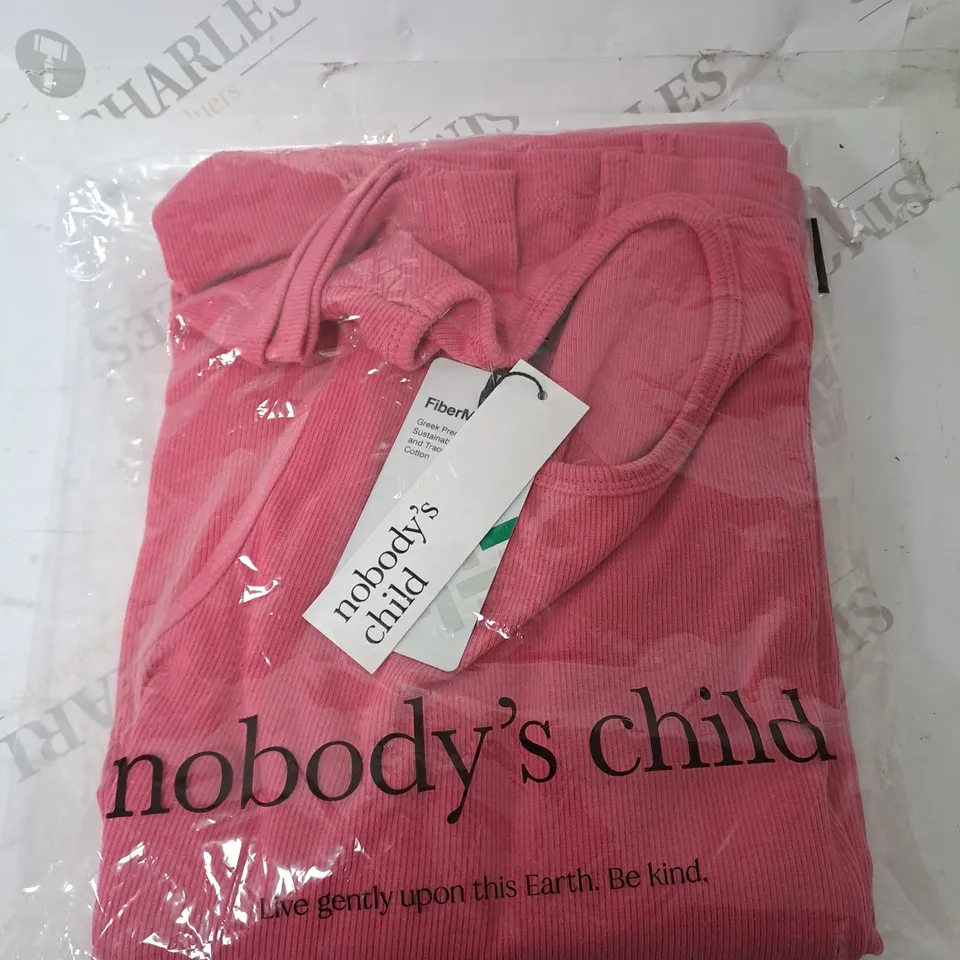 CHARLES
FiberM
Greek Pre
Sustainab
and Trac
Cotton
nobody's
child
nobody's child
Live gently upon this Earth. Be kind.